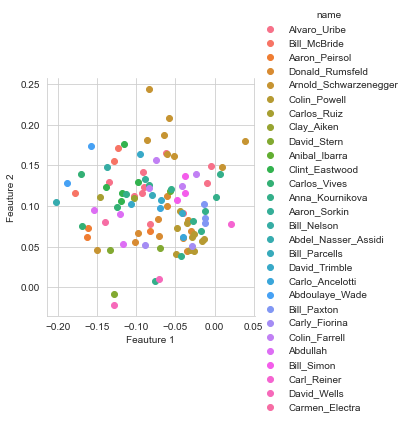 name
Alvaro_Uribe
Bill_McBride
Aaron_Peirsol
Donald_Rumsfeld
Arnold_Schwarzenegger
Colin_Powell
Carlos_Ruiz
Clay_Aiken
David_Stern
Anibal_Ibarra
Clint_Eastwood
Carlos_Vives
Anna_Kournikova
Aaron_Sorkin
Bill_Nelson
Abdel_Nasser_Assidi
Bill_Parcells
David_Trimble
Carlo_Ancelotti
Abdoulaye_Wade
Bill_Paxton
Carly_Fiorina
Colin_Farrell
Abdullah
Bill_Simon
Carl_Reiner
David_Wells
Carmen_Electra
0.25
0.20
0.15
0.10
0.05
0.00
Feauture 2
−0.20 −0.15 −0.10 −0.05 0.00 0.05
Feauture 1